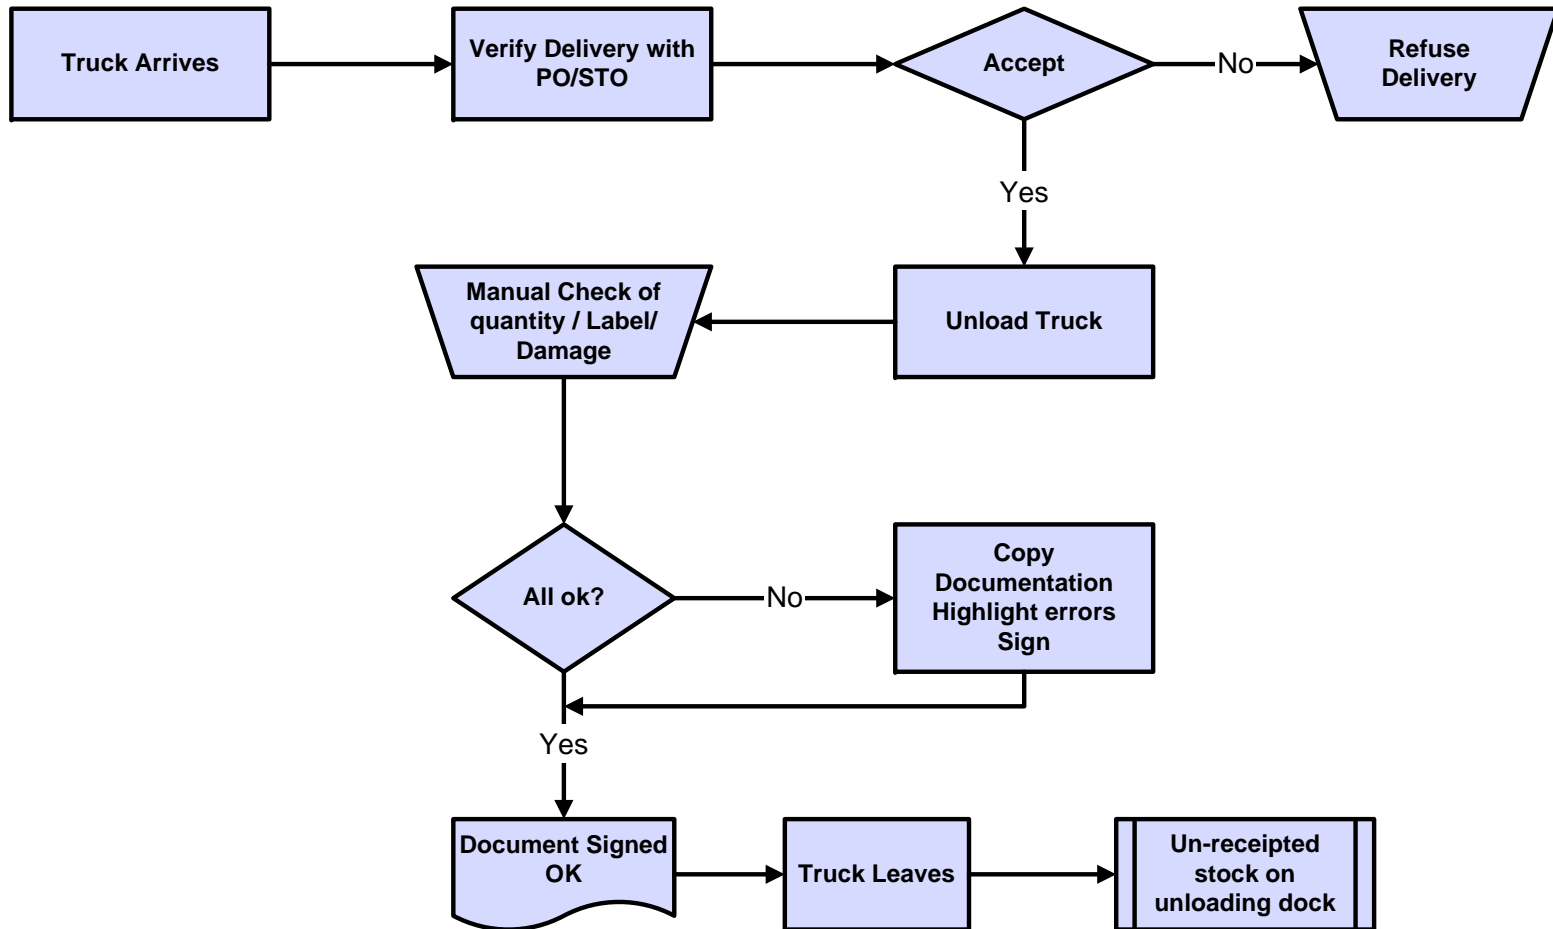 Truck Arrives
Verify Delivery with
PO/STO
Accept
No
Refuse
Delivery
Yes
Manual Check of
quantity / Label/
Damage
Unload Truck
All ok?
No
Copy
Documentation
Highlight errors
Sign
Yes
Document Signed
OK
Truck Leaves
Un-receipted
stock on
unloading dock